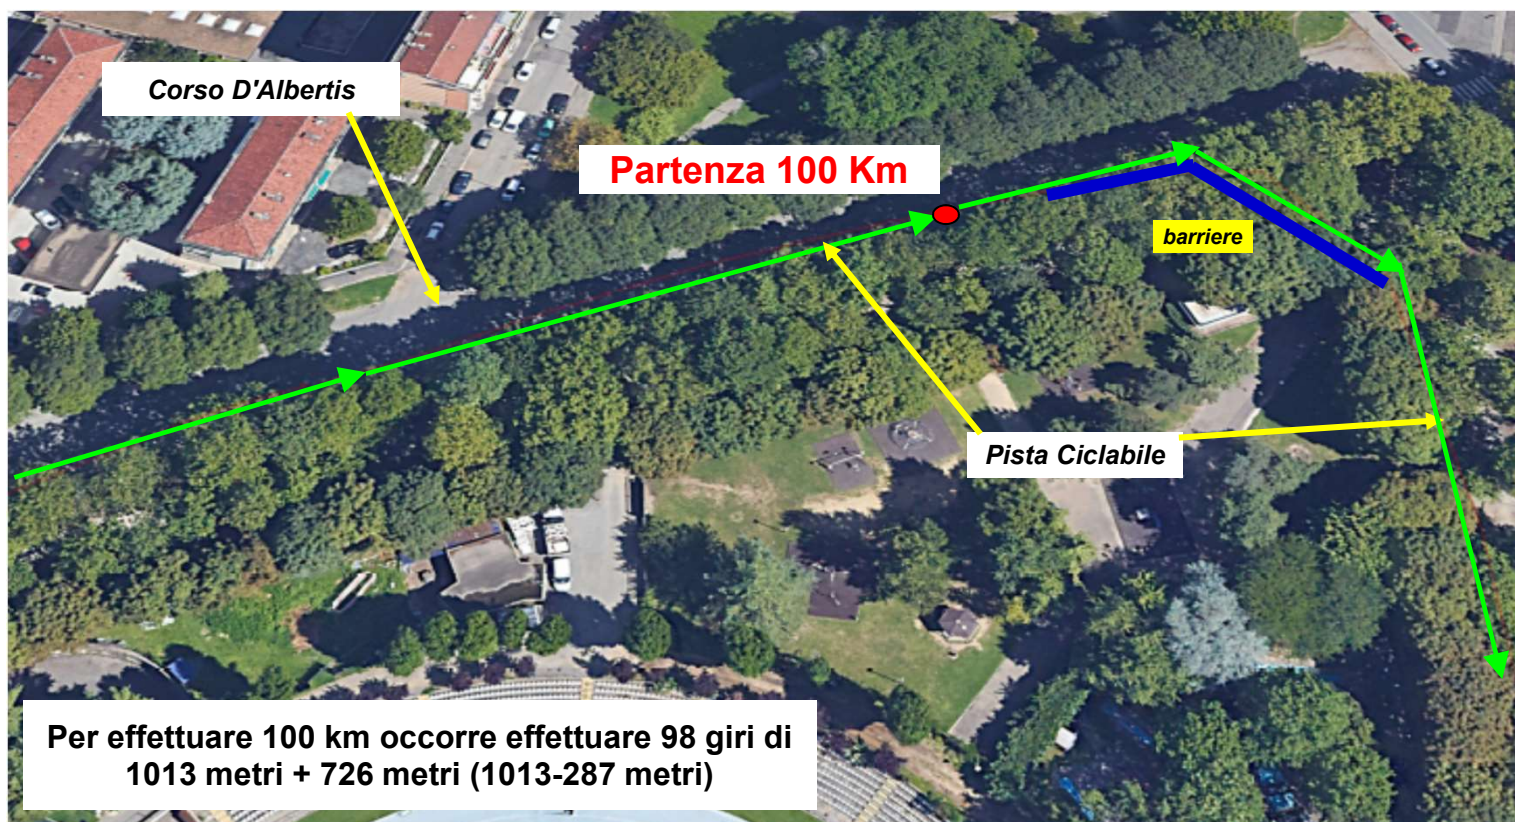 Corso D'Albertis
Partenza 100 Km
barriere
Pista Ciclabile
Per effettuare 100 km occorre effettuare 98 giri di
1013 metri + 726 metri (1013-287 metri)